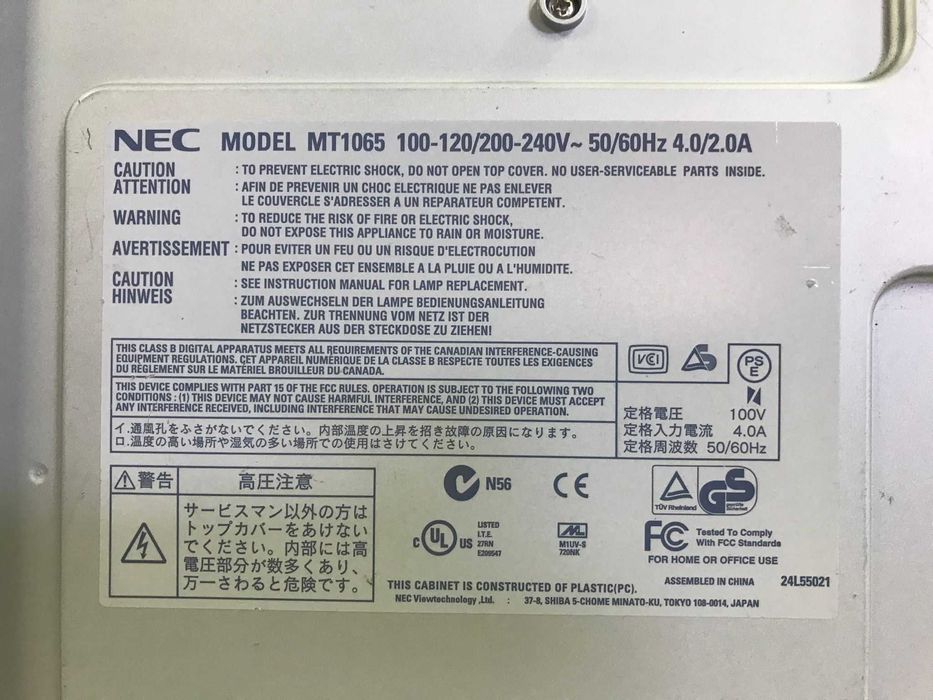 NEC MODEL MT1065 100-120/200-240V~ 50/60Hz 4.0/2.0A
CAUTION : TO PREVENT ELECTRIC SHOCK, DO NOT OPEN TOP COVER. NO USER-SERVICEABLE PARTS INSIDE.
ATTENTION : AFIN DE PREVENIR UN CHOC ELECTRIQUE NE PAS ENLEVER
LE COUVERCLE S'ADRESSER A UN REPARATEUR COMPETENT.
WARNING : TO REDUCE THE RISK OF FIRE OR ELECTRIC SHOCK,
DO NOT EXPOSE THIS APPLIANCE TO RAIN OR MOISTURE.
AVERTISSEMENT : POUR EVITER UN FEU OU UN RISQUE D'ELECTROCUTION
NE PAS EXPOSER CET ENSEMBLE A LA PLUIE OU A L'HUMIDITE.
CAUTION : SEE INSTRUCTION MANUAL FOR LAMP REPLACEMENT.
HINWEIS : ZUM AUSWECHSELN DER LAMPE BEDIENUNGSANLEITUNG
BEACHTEN. ZUR TRENNUNG VOM NETZ IST DER
NETZSTECKER AUS DER STECKDOSE ZU ZIEHEN!
THIS CLASS B DIGITAL APPARATUS MEETS ALL REQUIREMENTS OF THE CANADIAN INTERFERENCE-CAUSING
EQUIPMENT REGULATIONS. CET APPAREIL NUMÉRIQUE DE LA CLASSE B RESPECTE TOUTES LES EXIGENCES
DU RÈGLEMENT SUR LE MATÉRIEL BROUILLEUR DU CANADA.
THIS DEVICE COMPLIES WITH PART 15 OF THE FCC RULES. OPERATION IS SUBJECT TO THE FOLLOWING TWO
CONDITIONS : (1) THIS DEVICE MAY NOT CAUSE HARMFUL INTERFERENCE, AND (2) THIS DEVICE MUST ACCEPT
ANY INTERFERENCE RECEIVED, INCLUDING INTERFERENCE THAT MAY CAUSE UNDESIRED OPERATION.
イ.通風孔をふさがないでください。内部温度の上昇を招き故障の原因になります。
ロ.温度の高い場所や湿気の多い場所での使用はさけてください。
VCI
PS
E
定格電圧 100V
定格入力電流 4.0A
定格周波数 50/60Hz
警告 高圧注意
サービスマン以外の方は
トップカバーをあけない
でください。内部には高
電圧部分が数多くあり、
万一さわると危険です。
N56
CE
TÜV Rheinland
GS
geprüfte
Sicherheit
C UL US
LISTED
I.T.E.
27RN
E209547
M1UV-S
720NK
FC Tested To Comply
With FCC Standards
FOR HOME OR OFFICE USE
ASSEMBLED IN CHINA 24L55021
THIS CABINET IS CONSTRUCTED OF PLASTIC(PC).
NEC Viewtechnology ,Ltd. : 37-8, SHIBA 5-CHOME MINATO-KU, TOKYO 108-0014, JAPAN